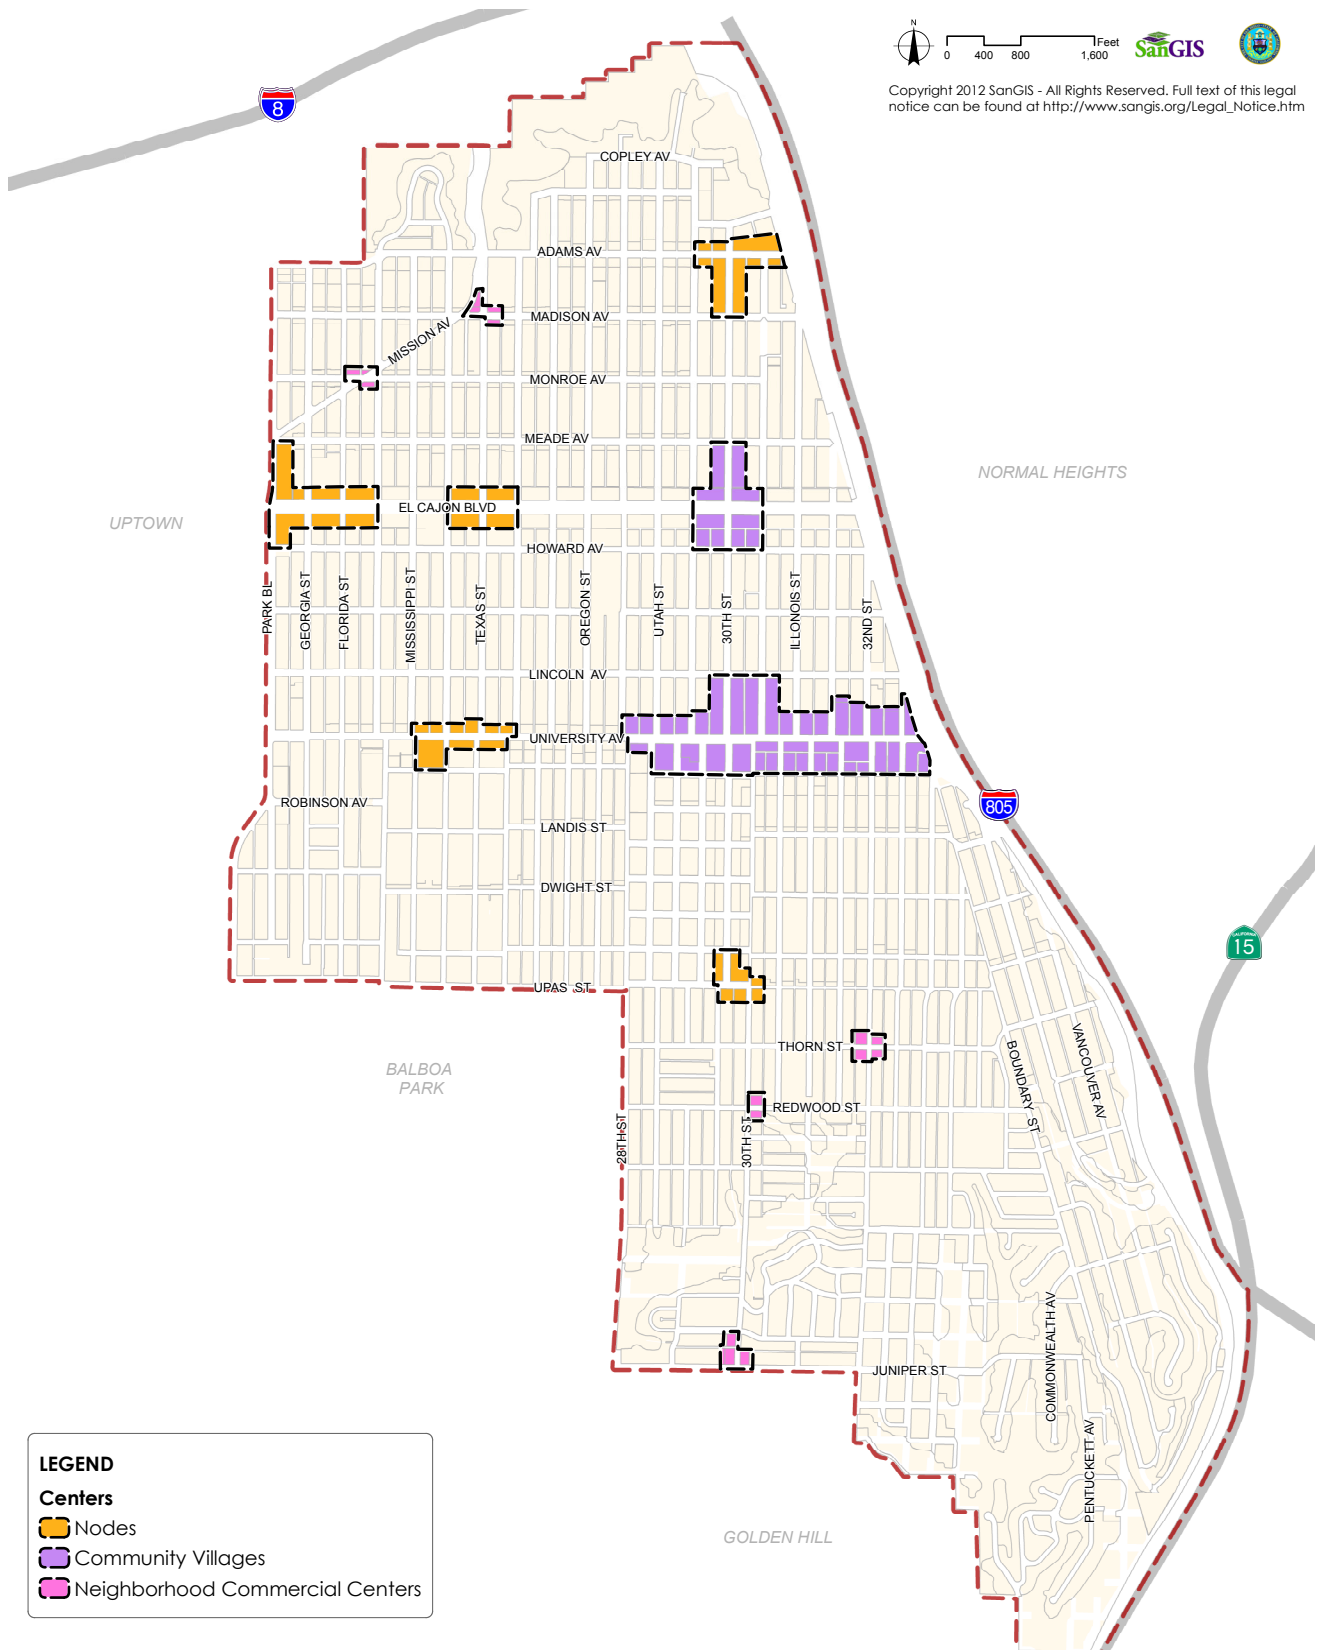 N
0 400 800 1,600
Feet
SanGIS
Copyright 2012 SanGIS - All Rights Reserved. Full text of this legal
notice can be found at http://www.sangis.org/Legal_Notice.htm
8
COPLEY AV
ADAMS AV
MADISON AV
MISSION AV
MONROE AV
MEADE AV
NORMAL HEIGHTS
EL CAJON BLVD
UPTOWN
HOWARD AV
PARK BL
GEORGIA ST
FLORIDA ST
MISSISSIPPI ST
TEXAS ST
OREGON ST
UTAH ST
30TH ST
ILLONOIS ST
32ND ST
LINCOLN AV
UNIVERSITY AV
ROBINSON AV
805
LANDIS ST
DWIGHT ST
CALIFORNIA
15
UPAS ST
THORN ST
BALBOA
PARK
BOUNDARY ST
VANCOUVER AV
REDWOOD ST
28TH ST
30TH ST
JUNIPER ST
COMMONWEALTH AV
PENTUCKETT AV
GOLDEN HILL
LEGEND
Centers
Nodes
Community Villages
Neighborhood Commercial Centers